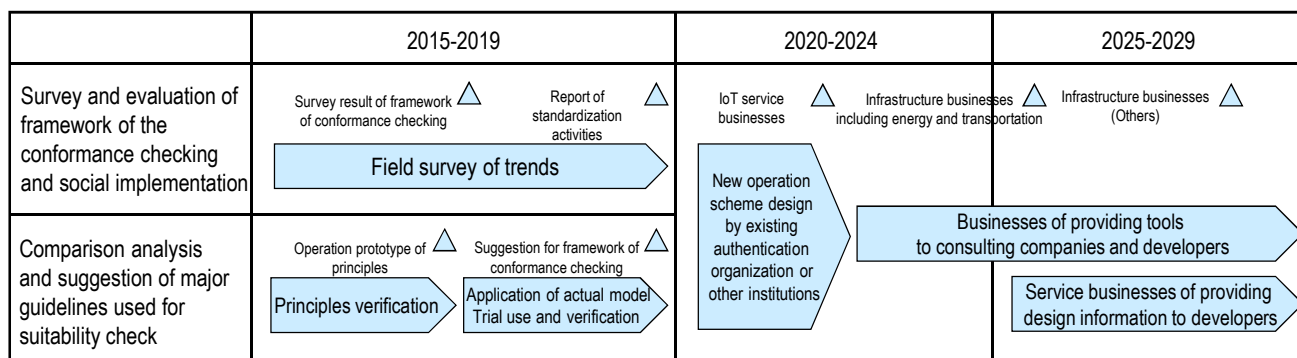 2015-2019
2020-2024
2025-2029
Survey and evaluation of
framework of the
conformance checking
and social implementation
Survey result of framework
of conformance checking
Report of
standardization
activities
Field survey of trends
IoT service
businesses
Infrastructure businesses
including energy and transportation
Infrastructure businesses
(Others)
New operation
scheme design
by existing
authentication
organization or
other institutions
Businesses of providing tools
to consulting companies and developers
Service businesses of providing
design information to developers
Comparison analysis
and suggestion of major
guidelines used for
suitability check
Operation prototype of
principles
Suggestion for framework of
conformance checking
Principles verification
Application of actual model
Trial use and verification